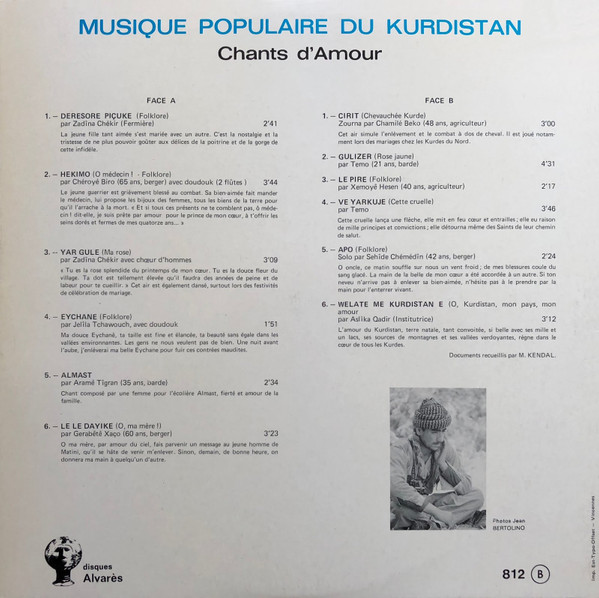 MUSIQUE POPULAIRE DU KURDISTAN
Chants d'Amour
FACE A
1. — DERESORE PIÇUKE (Folklore)
par Zadîna Chékir (Fermière) 2'41
La jeune fille tant aimée s'est mariée avec un autre. C'est la nostalgie et la
tristesse de ne plus pouvoir goûter aux délices de la poitrine et de la gorge de
cette infidèle.
2. — HEKIMO (O médecin ! - Folklore)
par Chéroyé Biro (65 ans, berger) avec doudouk (2 flûtes ) 3'44
Le jeune guerrier est grièvement blessé au combat. Sa bien-aimée fait mander
le médecin, lui propose les bijoux des femmes, tous les biens de la terre pour
qu'il l'arrache à la mort. « Et si tous ces présents ne te comblent pas, ô méde-
cin ! dit-elle, je suis prête par amour pour le prince de mon cœur, à t'offrir les
seins dorés et fermes de mes quatorze ans... »
3. — YAR GULE (Ma rose)
par Zadîna Chékir avec chœur d'hommes 3'09
« Tu es la rose splendide du printemps de mon cœur. Tu es la douce fleur du
village. Ta dot est tellement élevée qu'il faudra des années de peine et de
labour pour te cueillir. » Cet air est également dansé, surtout lors des festivités
de célébration de mariage.
4. — EYCHANE (Folklore)
par Jelîla Tchawouch, avec doudouk 1'51
Ma douce Eychané, ta taille est fine et élancée, ta beauté sans égale dans les
vallées environnantes. Les gens ne nous veulent pas de bien. Une nuit avant
l'aube, j'enlèverai ma belle Eychane pour fuir ces contrées maudites.
5. — ALMAST
par Aramé Tîgran (35 ans, barde) 2'34
Chant composé par une femme pour l'écolière Almast, fierté et amour de la
famille.
6. — LE LE DAYIKE (O, ma mère !)
par Gerabêtê Xaço (60 ans, berger) 3'23
O ma mère, par amour du ciel, fais parvenir un message au jeune homme de
Matini, qu'il se hâte de venir m'enlever. Sinon, demain, de bonne heure, on
donnera ma main à quelqu'un d'autre.
FACE B
1. — CIRIT (Chevauchée Kurde)
Zourna par Chamilé Beko (48 ans, agriculteur) 3'00
Cet air simule l'enlévement et le combat à dos de cheval. Il est joué notam-
ment lors des mariages chez les Kurdes du Nord.
2. — GULIZER (Rose jaune)
par Temo (21 ans, barde) 4'31
3. — LE PIRE (Folklore)
par Xemoyê Hesen (40 ans, agriculteur) 2'17
4. — VE YARKUJE (Cette cruelle)
par Temo 3'46
Cette cruelle lança une flèche, elle mit en feu cœur et entrailles ; elle eu raison
de mille principes et convictions ; elle détourna même des Saints de leur chemin
de salut.
5. — APO (Folklore)
Solo par Sehîde Chémédîn (42 ans, berger) 2'24
O oncle, ce matin souffle sur nous un vent froid ; de mes blessures coule du
sang glacé. La main de la belle de mon cœur a été accordée à un autre. Si ton
neveu n'arrive pas à enlever sa bien-aimée, n'hésite pas à le prendre par la
main pour l'enterrer vivant.
6. — WELATE ME KURDISTAN E (O, Kurdistan, mon pays, mon
amour
par Aslika Qadir (Institutrice) 3'12
L'amour du Kurdistan, terre natale, tant convoitée, si belle avec ses mille et
un lacs, ses sources de montagnes et ses vallées verdoyantes, règne dans le
cœur de tous les Kurdes.
Documents recueillis par M. KENDAL.
Photos Jean
BERTOLINO
imp. Ein-Type-Offset - Vincennes
disques
Alvarès
812 B